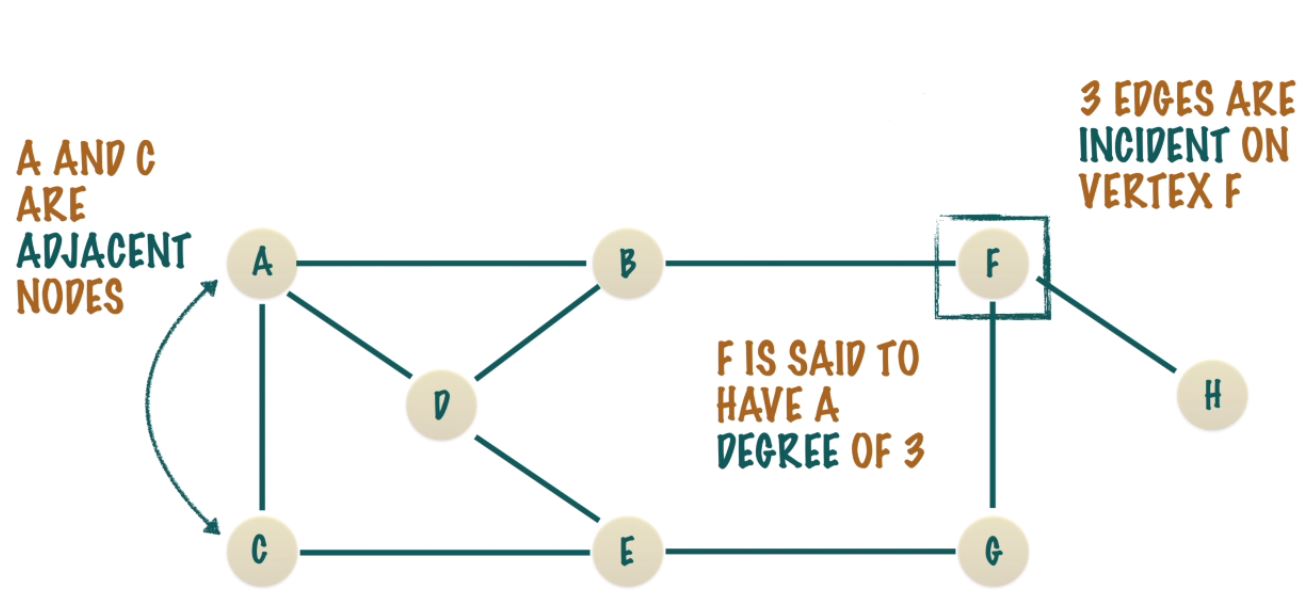 3 EDGES ARE
INCIDENT ON
VERTEX F
A AND C
ARE
ADJACENT
NODES
A
B
F
F IS SAID TO
HAVE A
DEGREE OF 3
D
H
C
E
G